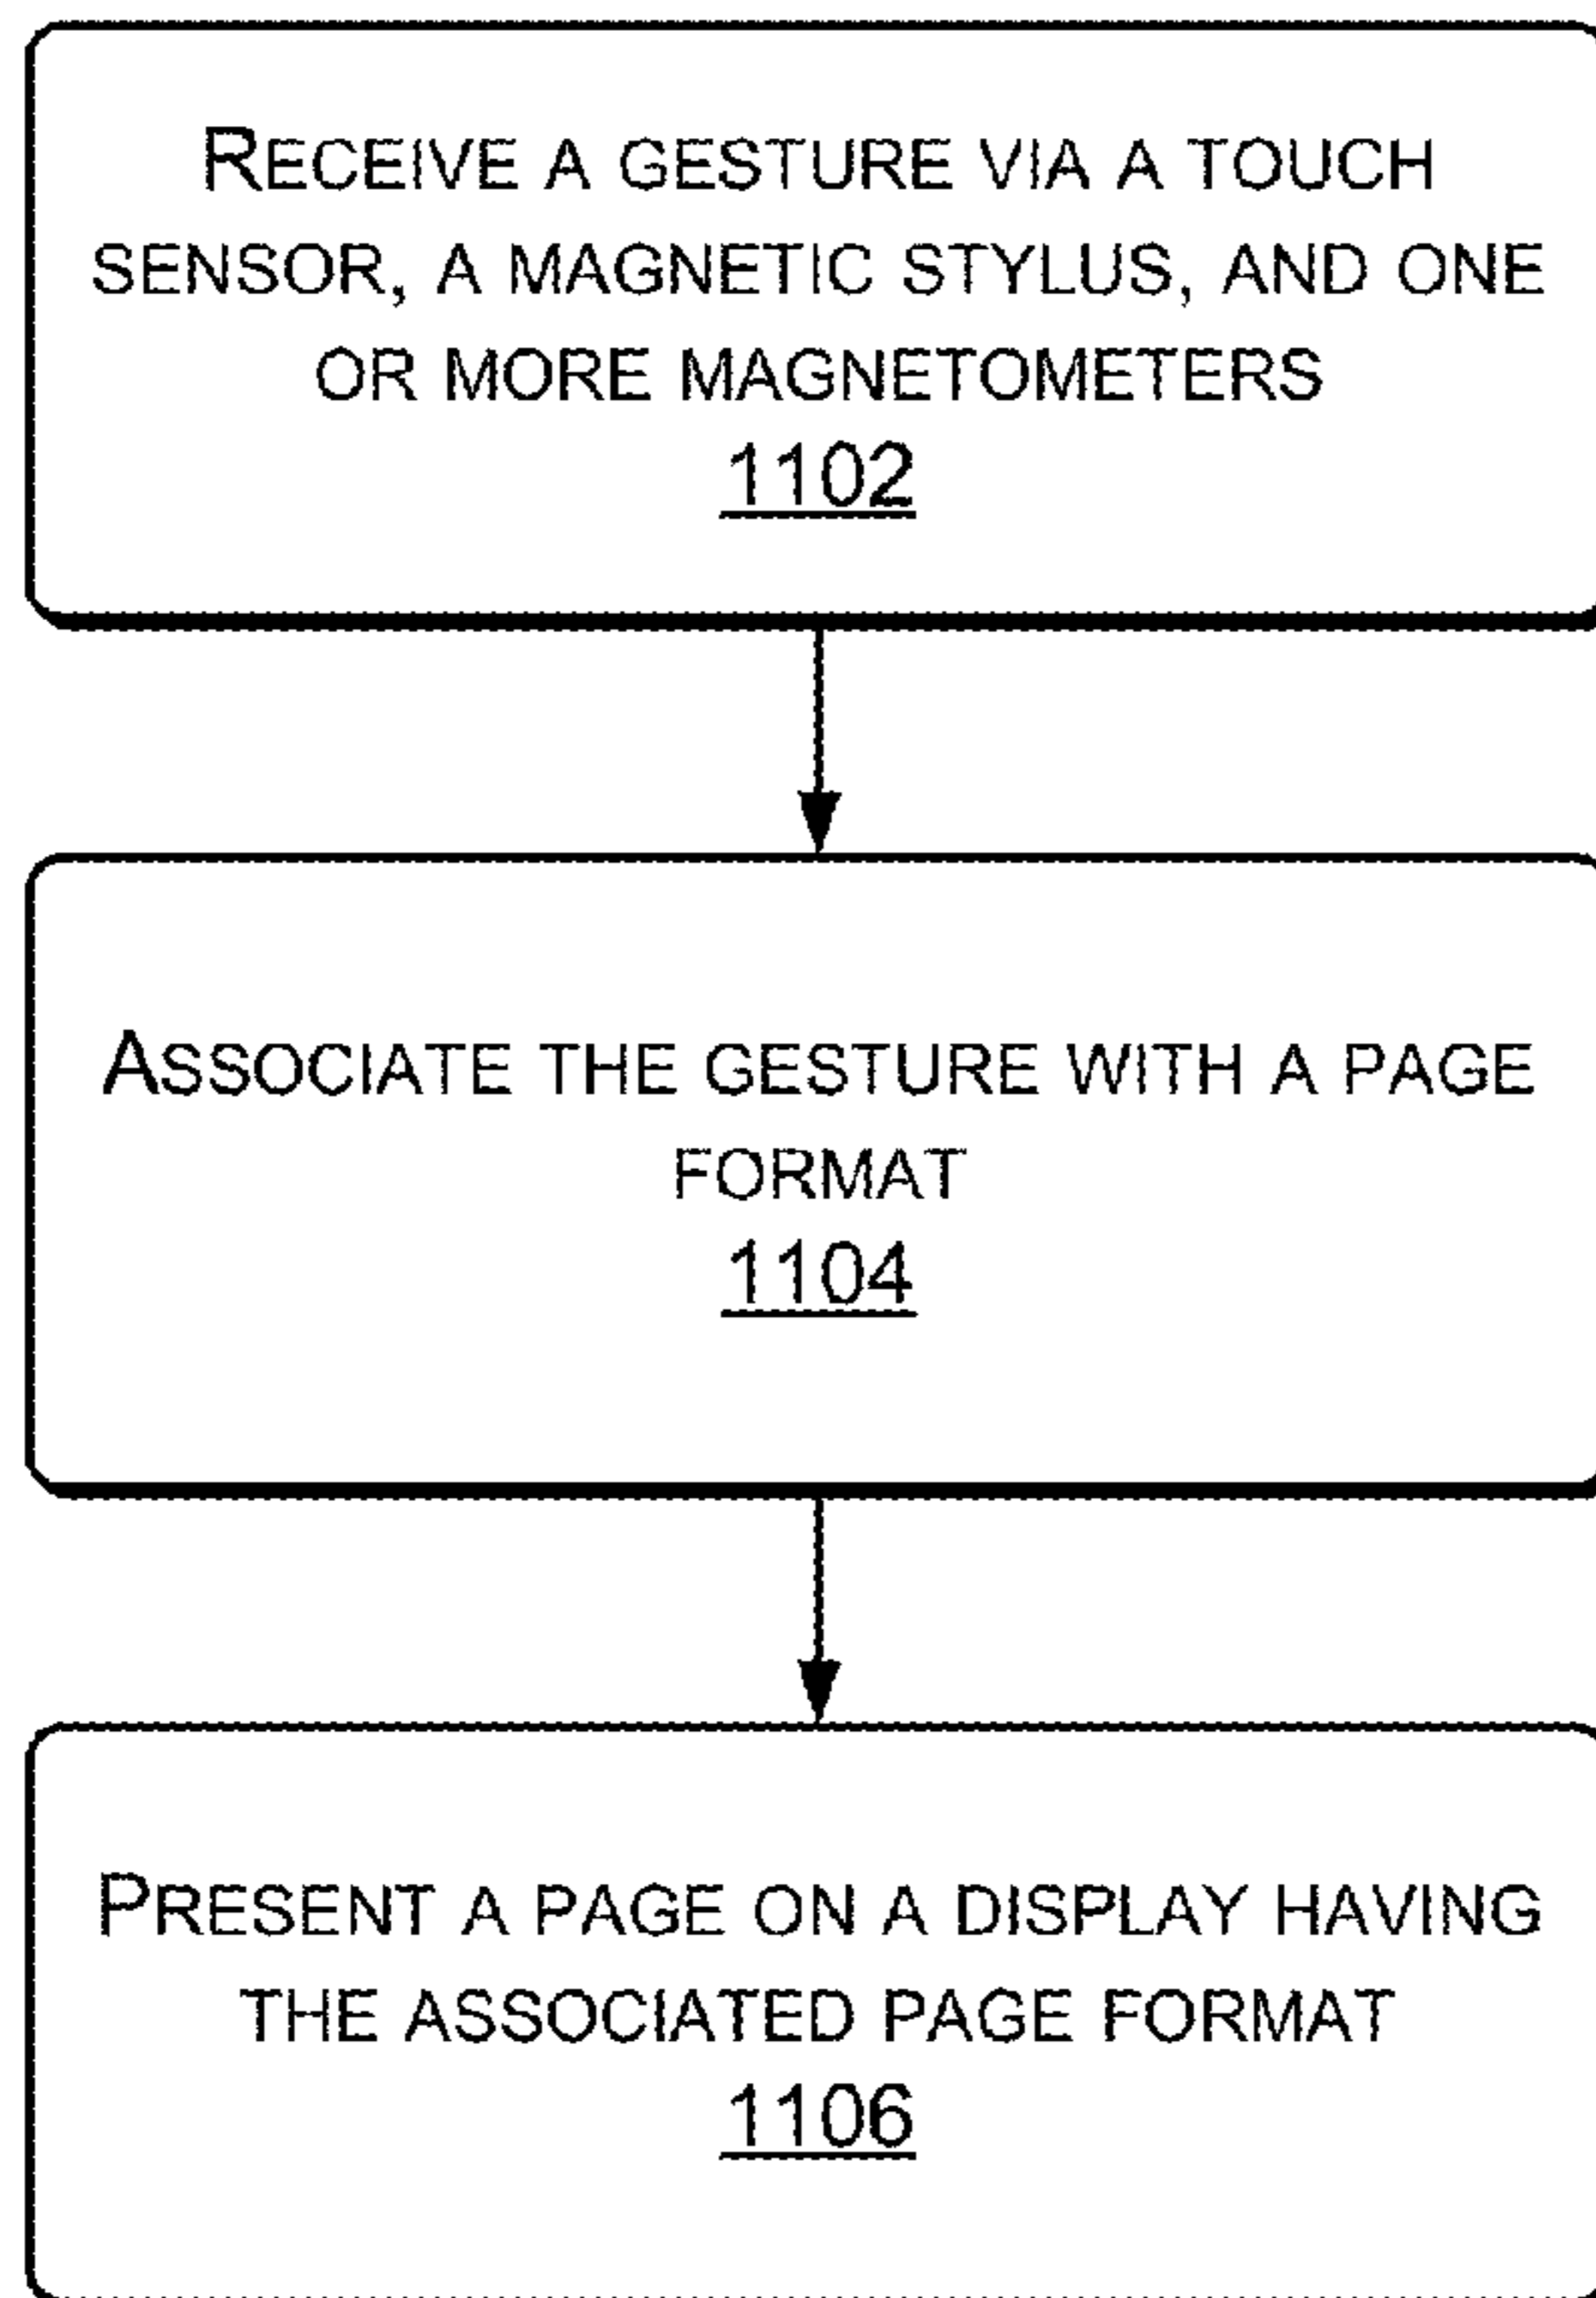 RECEIVE A GESTURE VIA A TOUCH
SENSOR, A MAGNETIC STYLUS, AND ONE
OR MORE MAGNETOMETERS
1102
ASSOCIATE THE GESTURE WITH A PAGE
FORMAT
1104
PRESENT A PAGE ON A DISPLAY HAVING
THE ASSOCIATED PAGE FORMAT
1106